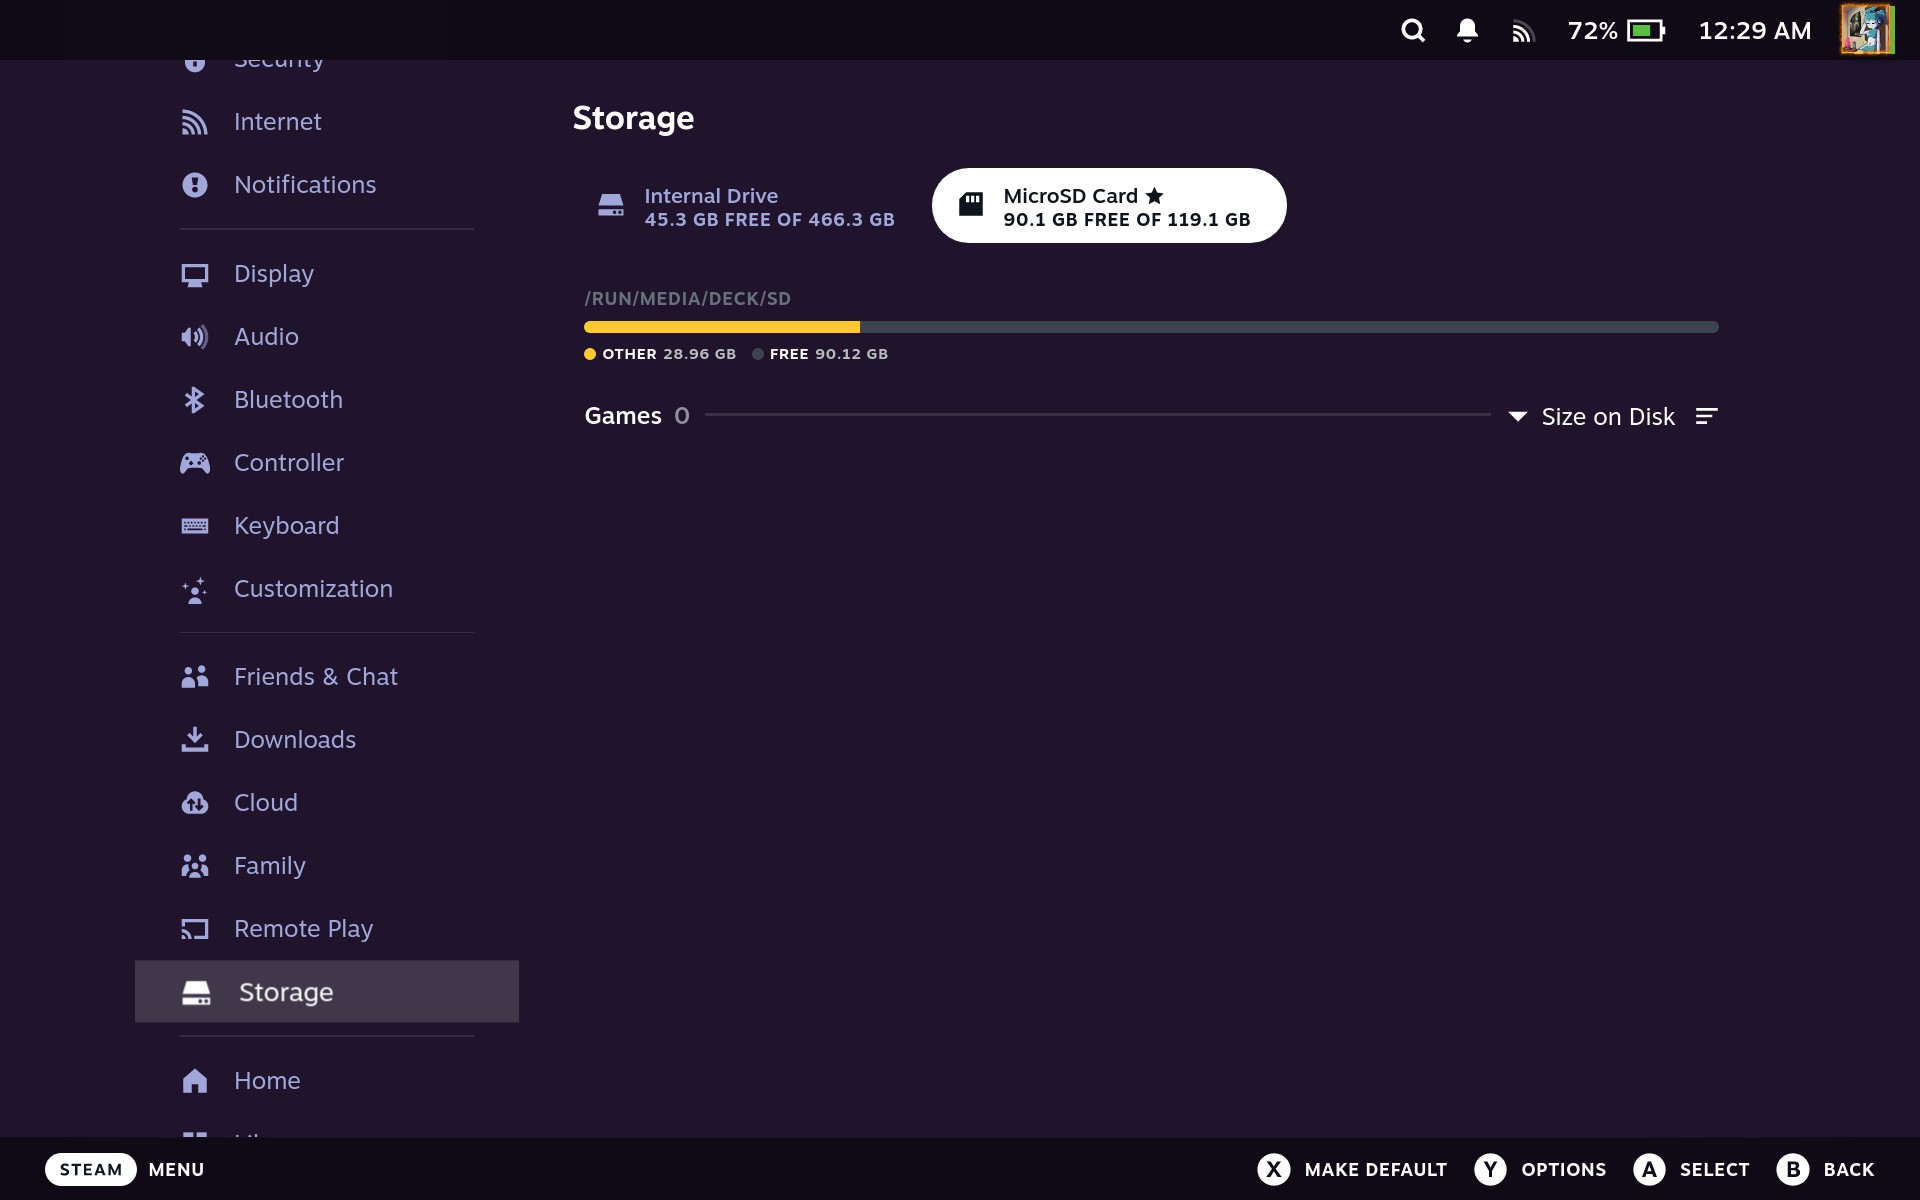 72%
12:29 AM
Security
Internet
Notifications
Display
Audio
Bluetooth
Controller
Keyboard
Customization
Friends & Chat
Downloads
Cloud
Family
Remote Play
Storage
Home
Storage
Internal Drive
45.3 GB FREE OF 466.3 GB
MicroSD Card ★
90.1 GB FREE OF 119.1 GB
/RUN/MEDIA/DECK/SD
OTHER 28.96 GB FREE 90.12 GB
Games 0
Size on Disk
STEAM MENU
X MAKE DEFAULT Y OPTIONS A SELECT B BACK